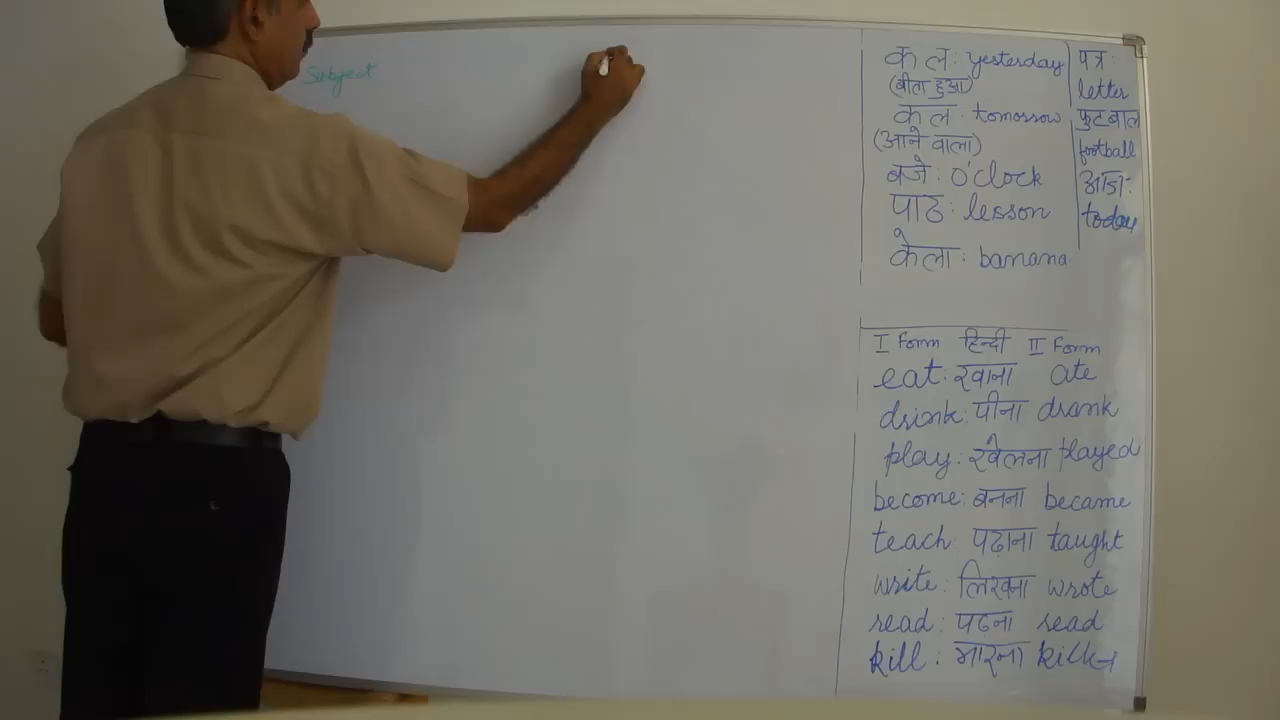 Subject
कल : yesterday
(बीता हुआ)
कल . tomorrow
(आने वाला)
बजे : o'clock
पाठ : lesson
केला : banana
पत्र :
letter
फुटबाल
football
आज :
today
I Form हिन्दी II Form
eat : खाना ate
drink : पीना drank
play : खेलना played
become : बनना became
teach : पढ़ाना taught
write : लिखना wrote
read : पढना read
kill : मारना